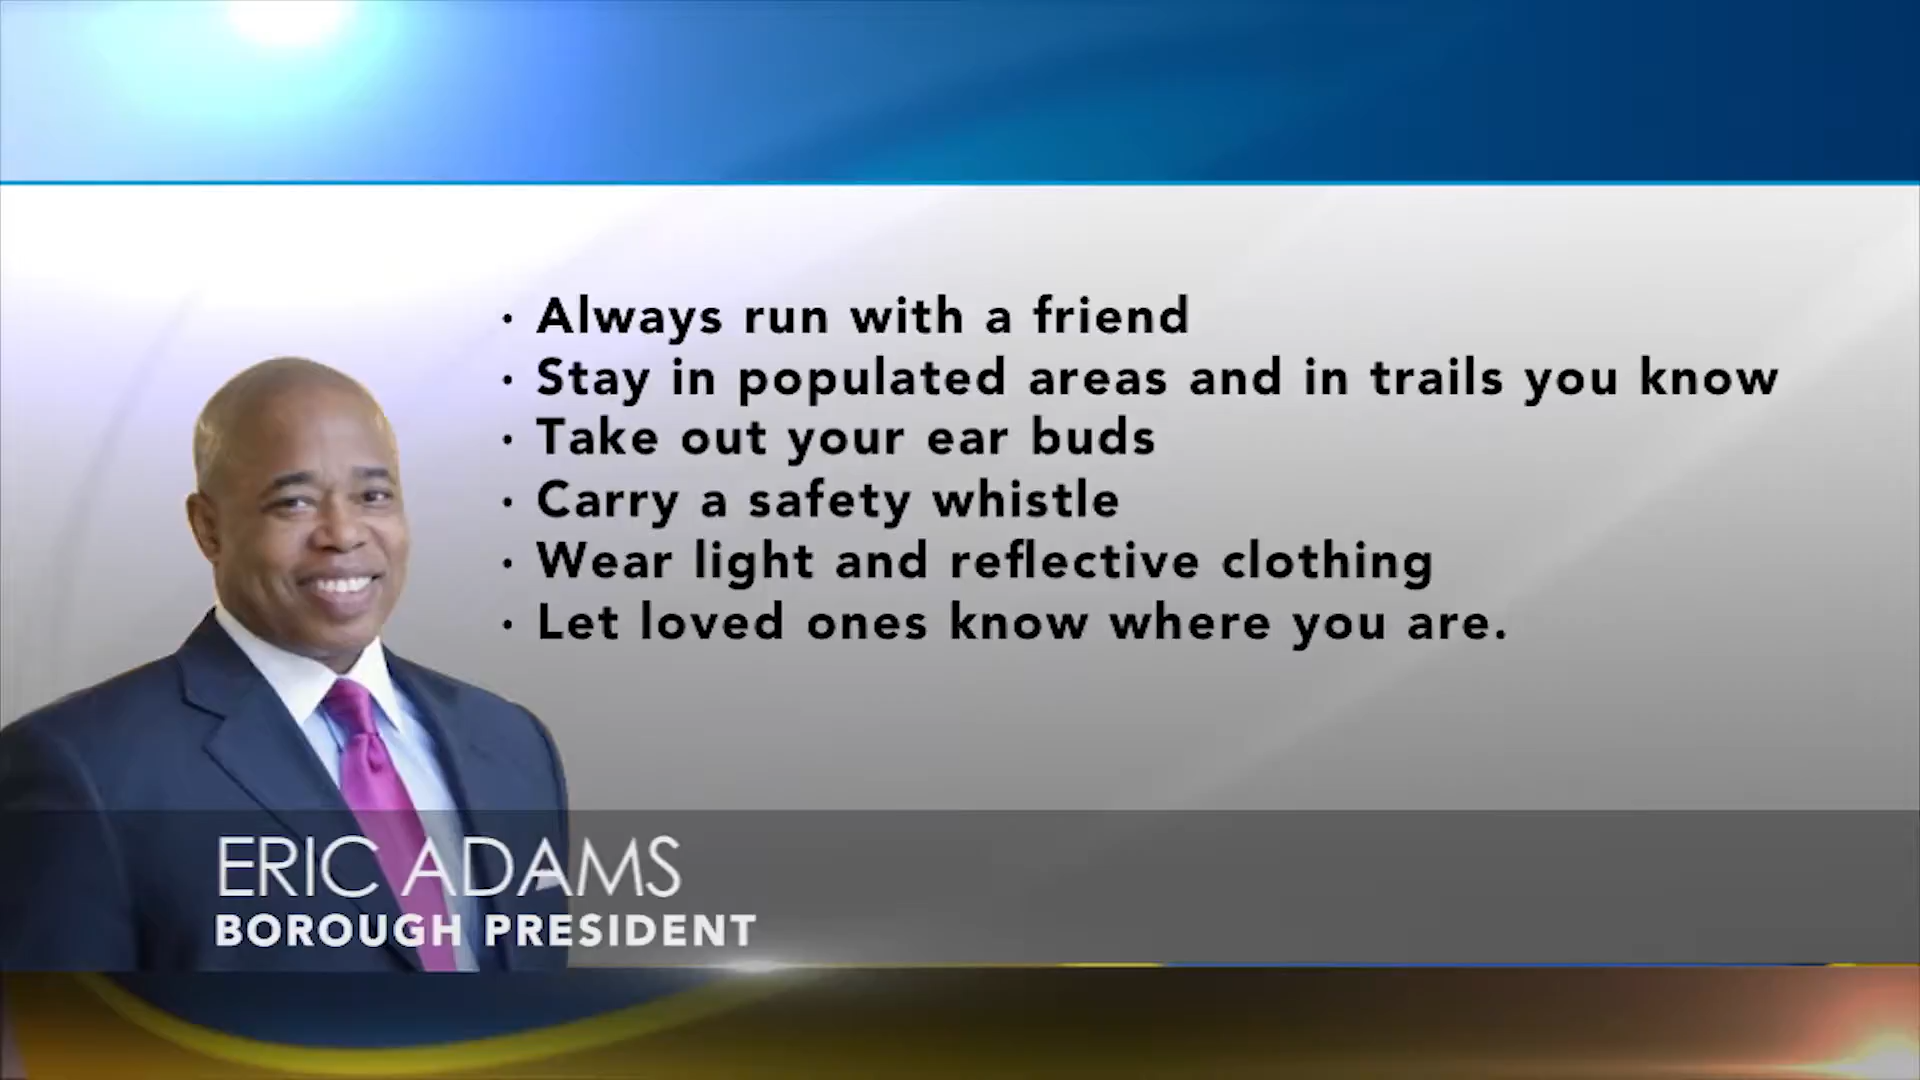 · Always run with a friend
· Stay in populated areas and in trails you know
· Take out your ear buds
· Carry a safety whistle
· Wear light and reflective clothing
· Let loved ones know where you are.
ERIC ADAMS
BOROUGH PRESIDENT